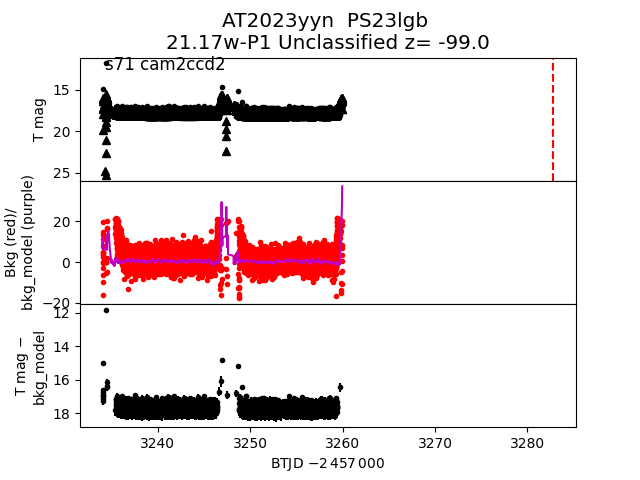 AT2023yyn  PS23lgb
21.17w-P1 Unclassified z= -99.0
s71 cam2ccd2
T mag
15
20
25
Bkg (red)/
bkg_model (purple)
20
0
−20
T mag −
bkg_model
12
14
16
18
3240
3250
3260
3270
3280
BTJD −2 457 000